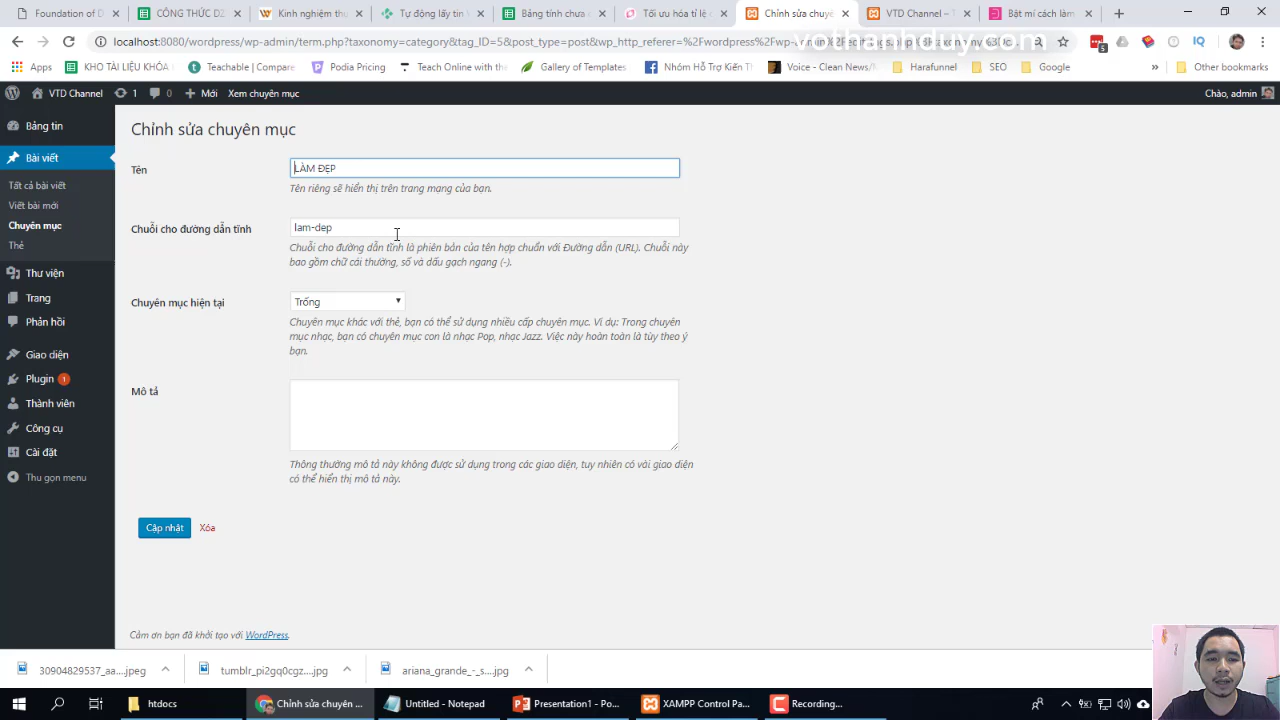 Foundation of D
CÔNG THỨC DZ
Kinh nghiệm thu
Tự động lấy tin v
Bảng tính chưa
Tối ưu hóa tỉ lệ c
Chỉnh sửa chuyê
VTD Channel – T
Bật mí cách làm
vothanhduy.com
localhost:8080/wordpress/wp-admin/term.php?taxonomy=category&tag_ID=5&post_type=post&wp_http_referer=%2Fwordpress%2Fwp-
Apps
KHO TÀI LIỆU KHÓA
Teachable | Compare
Podia Pricing
Teach Online with the
Gallery of Templates
Nhóm Hỗ Trợ Kiến Th
Voice - Clean News/M
Harafunnel
SEO
Google
»
Other bookmarks
VTD Channel
1
0
Mới
Xem chuyên mục
Chào, admin
Bảng tin
Bài viết
Tất cả bài viết
Viết bài mới
Chuyên mục
Thẻ
Thư viện
Trang
Phản hồi
Giao diện
Plugin 1
Thành viên
Công cụ
Cài đặt
Thu gọn menu
Chỉnh sửa chuyên mục
Tên
LÀM ĐẸP
Tên riêng sẽ hiển thị trên trang mạng của bạn.
Chuỗi cho đường dẫn tĩnh
lam-dep
Chuỗi cho đường dẫn tĩnh là phiên bản của tên hợp chuẩn với Đường dẫn (URL). Chuỗi này
bao gồm chữ cái thường, số và dấu gạch ngang (-).
Chuyên mục hiện tại
Trống
Chuyên mục khác với thẻ, bạn có thể sử dụng nhiều cấp chuyên mục. Ví dụ: Trong chuyên
mục nhạc, bạn có chuyên mục con là nhạc Pop, nhạc Jazz. Việc này hoàn toàn là tùy theo ý
bạn.
Mô tả
Thông thường mô tả này không được sử dụng trong các giao diện, tuy nhiên có vài giao diện
có thể hiển thị mô tả này.
Cập nhật
Xóa
Cảm ơn bạn đã khởi tạo với WordPress.
30904829537_aa....jpeg
tumblr_pi2gq0cgz....jpg
ariana_grande_-_s....jpg
htdocs
Chỉnh sửa chuyên ...
Untitled - Notepad
Presentation1 - Po...
XAMPP Control Pa...
Recording...